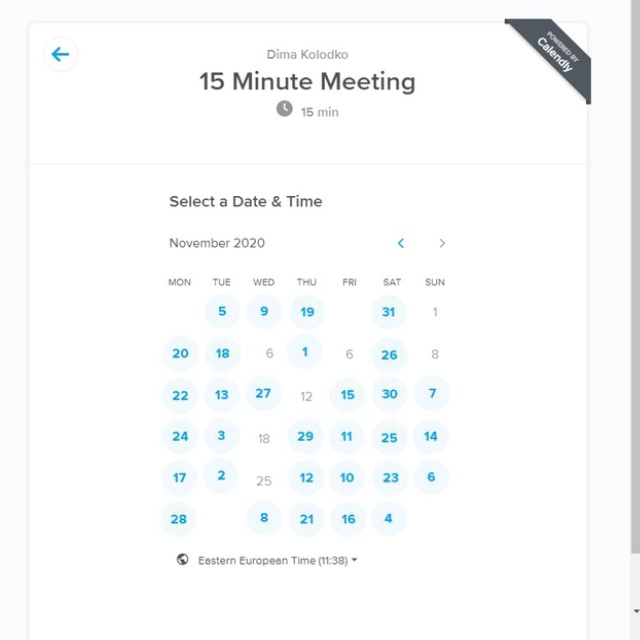 Dima Kolodko
15 Minute Meeting
15 min
POWERED BY
Calendly
Select a Date & Time
November 2020
MON TUE WED THU FRI SAT SUN
5 9 19 31 1
20 18 6 1 6 26 8
22 13 27 12 15 30 7
24 3 18 29 11 25 14
17 2 25 12 10 23 6
28 8 21 16 4
Eastern European Time (11:38)